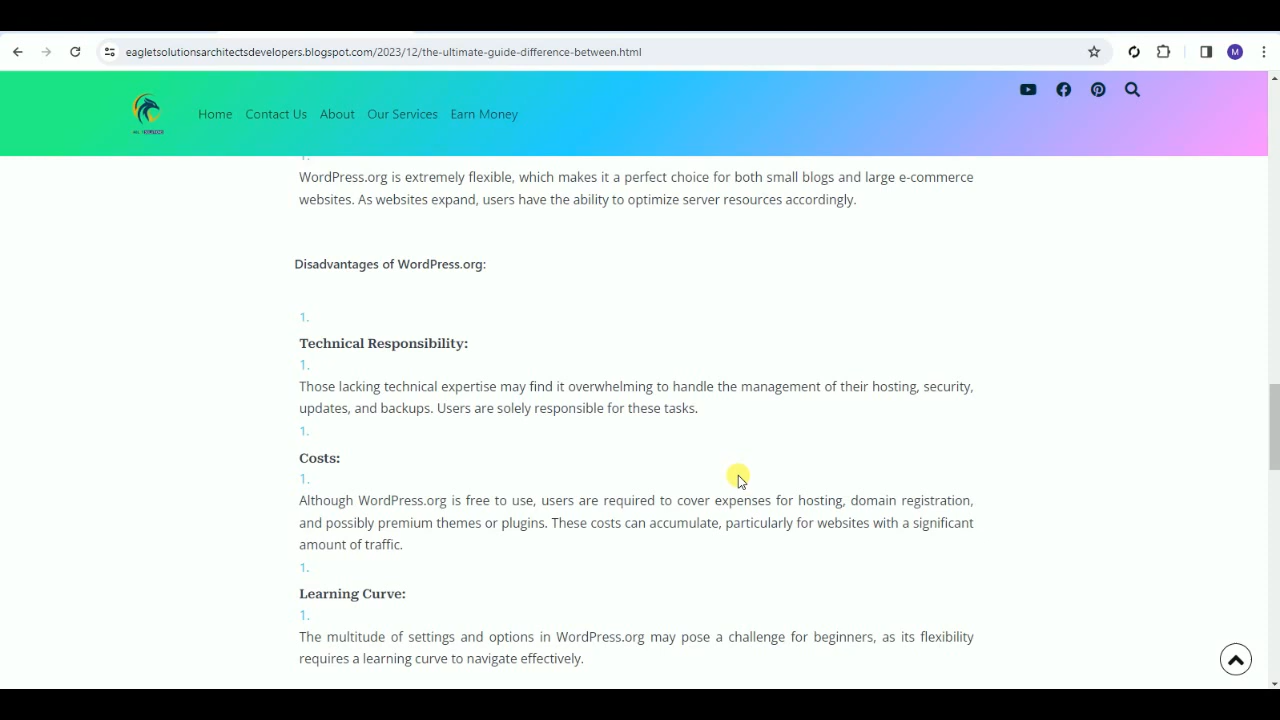 eagletsolutionsarchitectsdevelopers.blogspot.com/2023/12/the-ultimate-guide-difference-between.html
M
Home Contact Us About Our Services Earn Money
1.
WordPress.org is extremely flexible, which makes it a perfect choice for both small blogs and large e-commerce
websites. As websites expand, users have the ability to optimize server resources accordingly.
Disadvantages of WordPress.org:
1.
Technical Responsibility:
1.
Those lacking technical expertise may find it overwhelming to handle the management of their hosting, security,
updates, and backups. Users are solely responsible for these tasks.
1.
Costs:
1.
Although WordPress.org is free to use, users are required to cover expenses for hosting, domain registration,
and possibly premium themes or plugins. These costs can accumulate, particularly for websites with a significant
amount of traffic.
1.
Learning Curve:
1.
The multitude of settings and options in WordPress.org may pose a challenge for beginners, as its flexibility
requires a learning curve to navigate effectively.